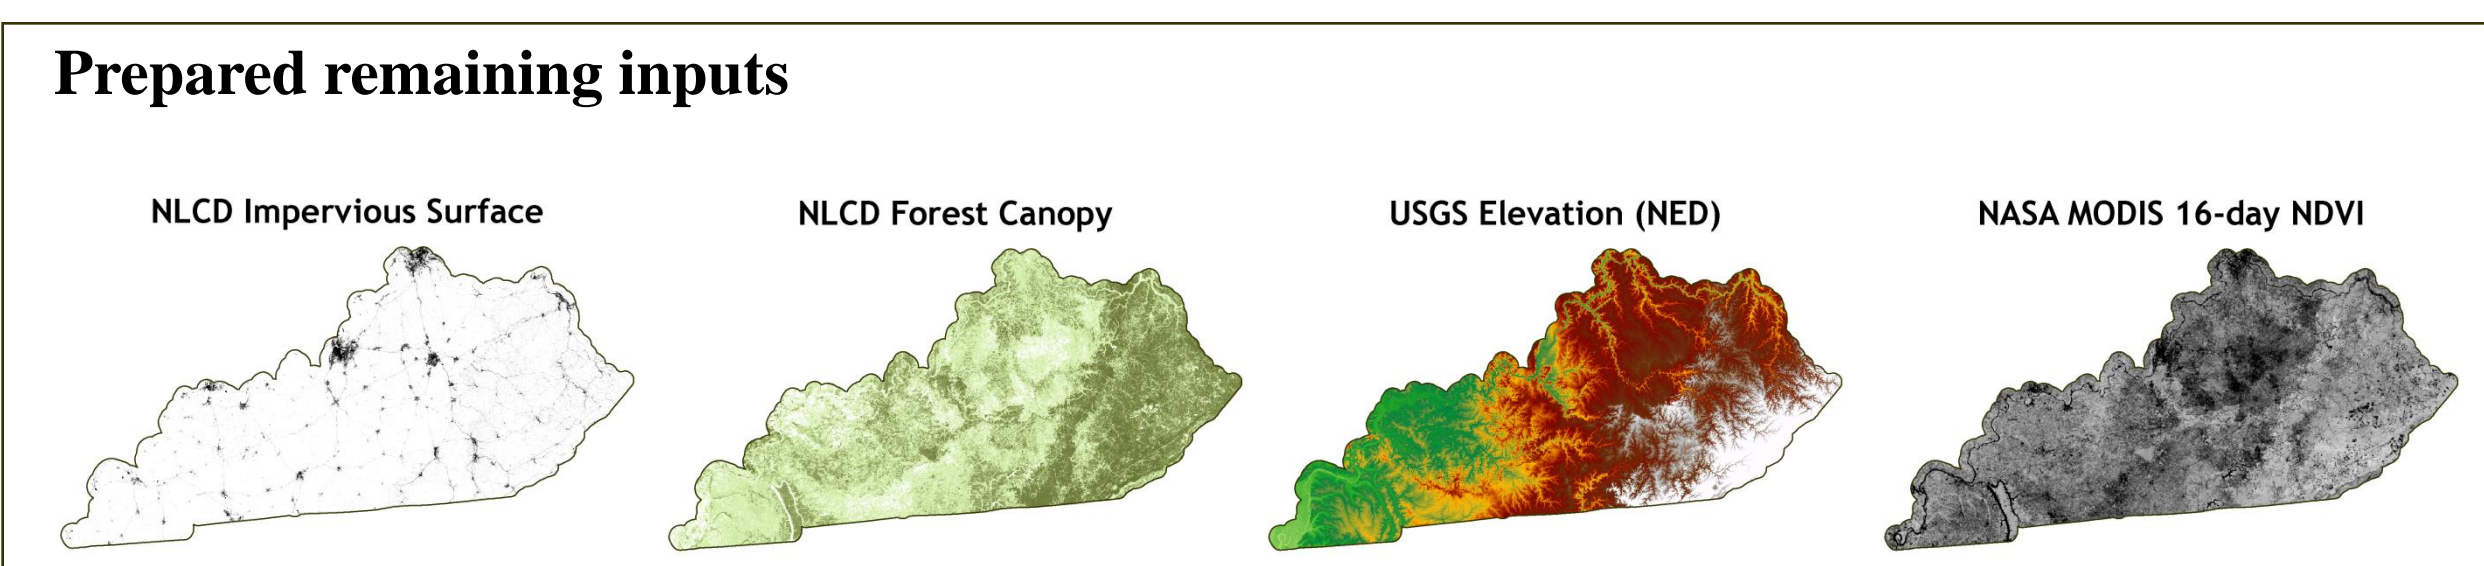 Prepared remaining inputs
NLCD Impervious Surface
NLCD Forest Canopy
USGS Elevation (NED)
NASA MODIS 16-day NDVI